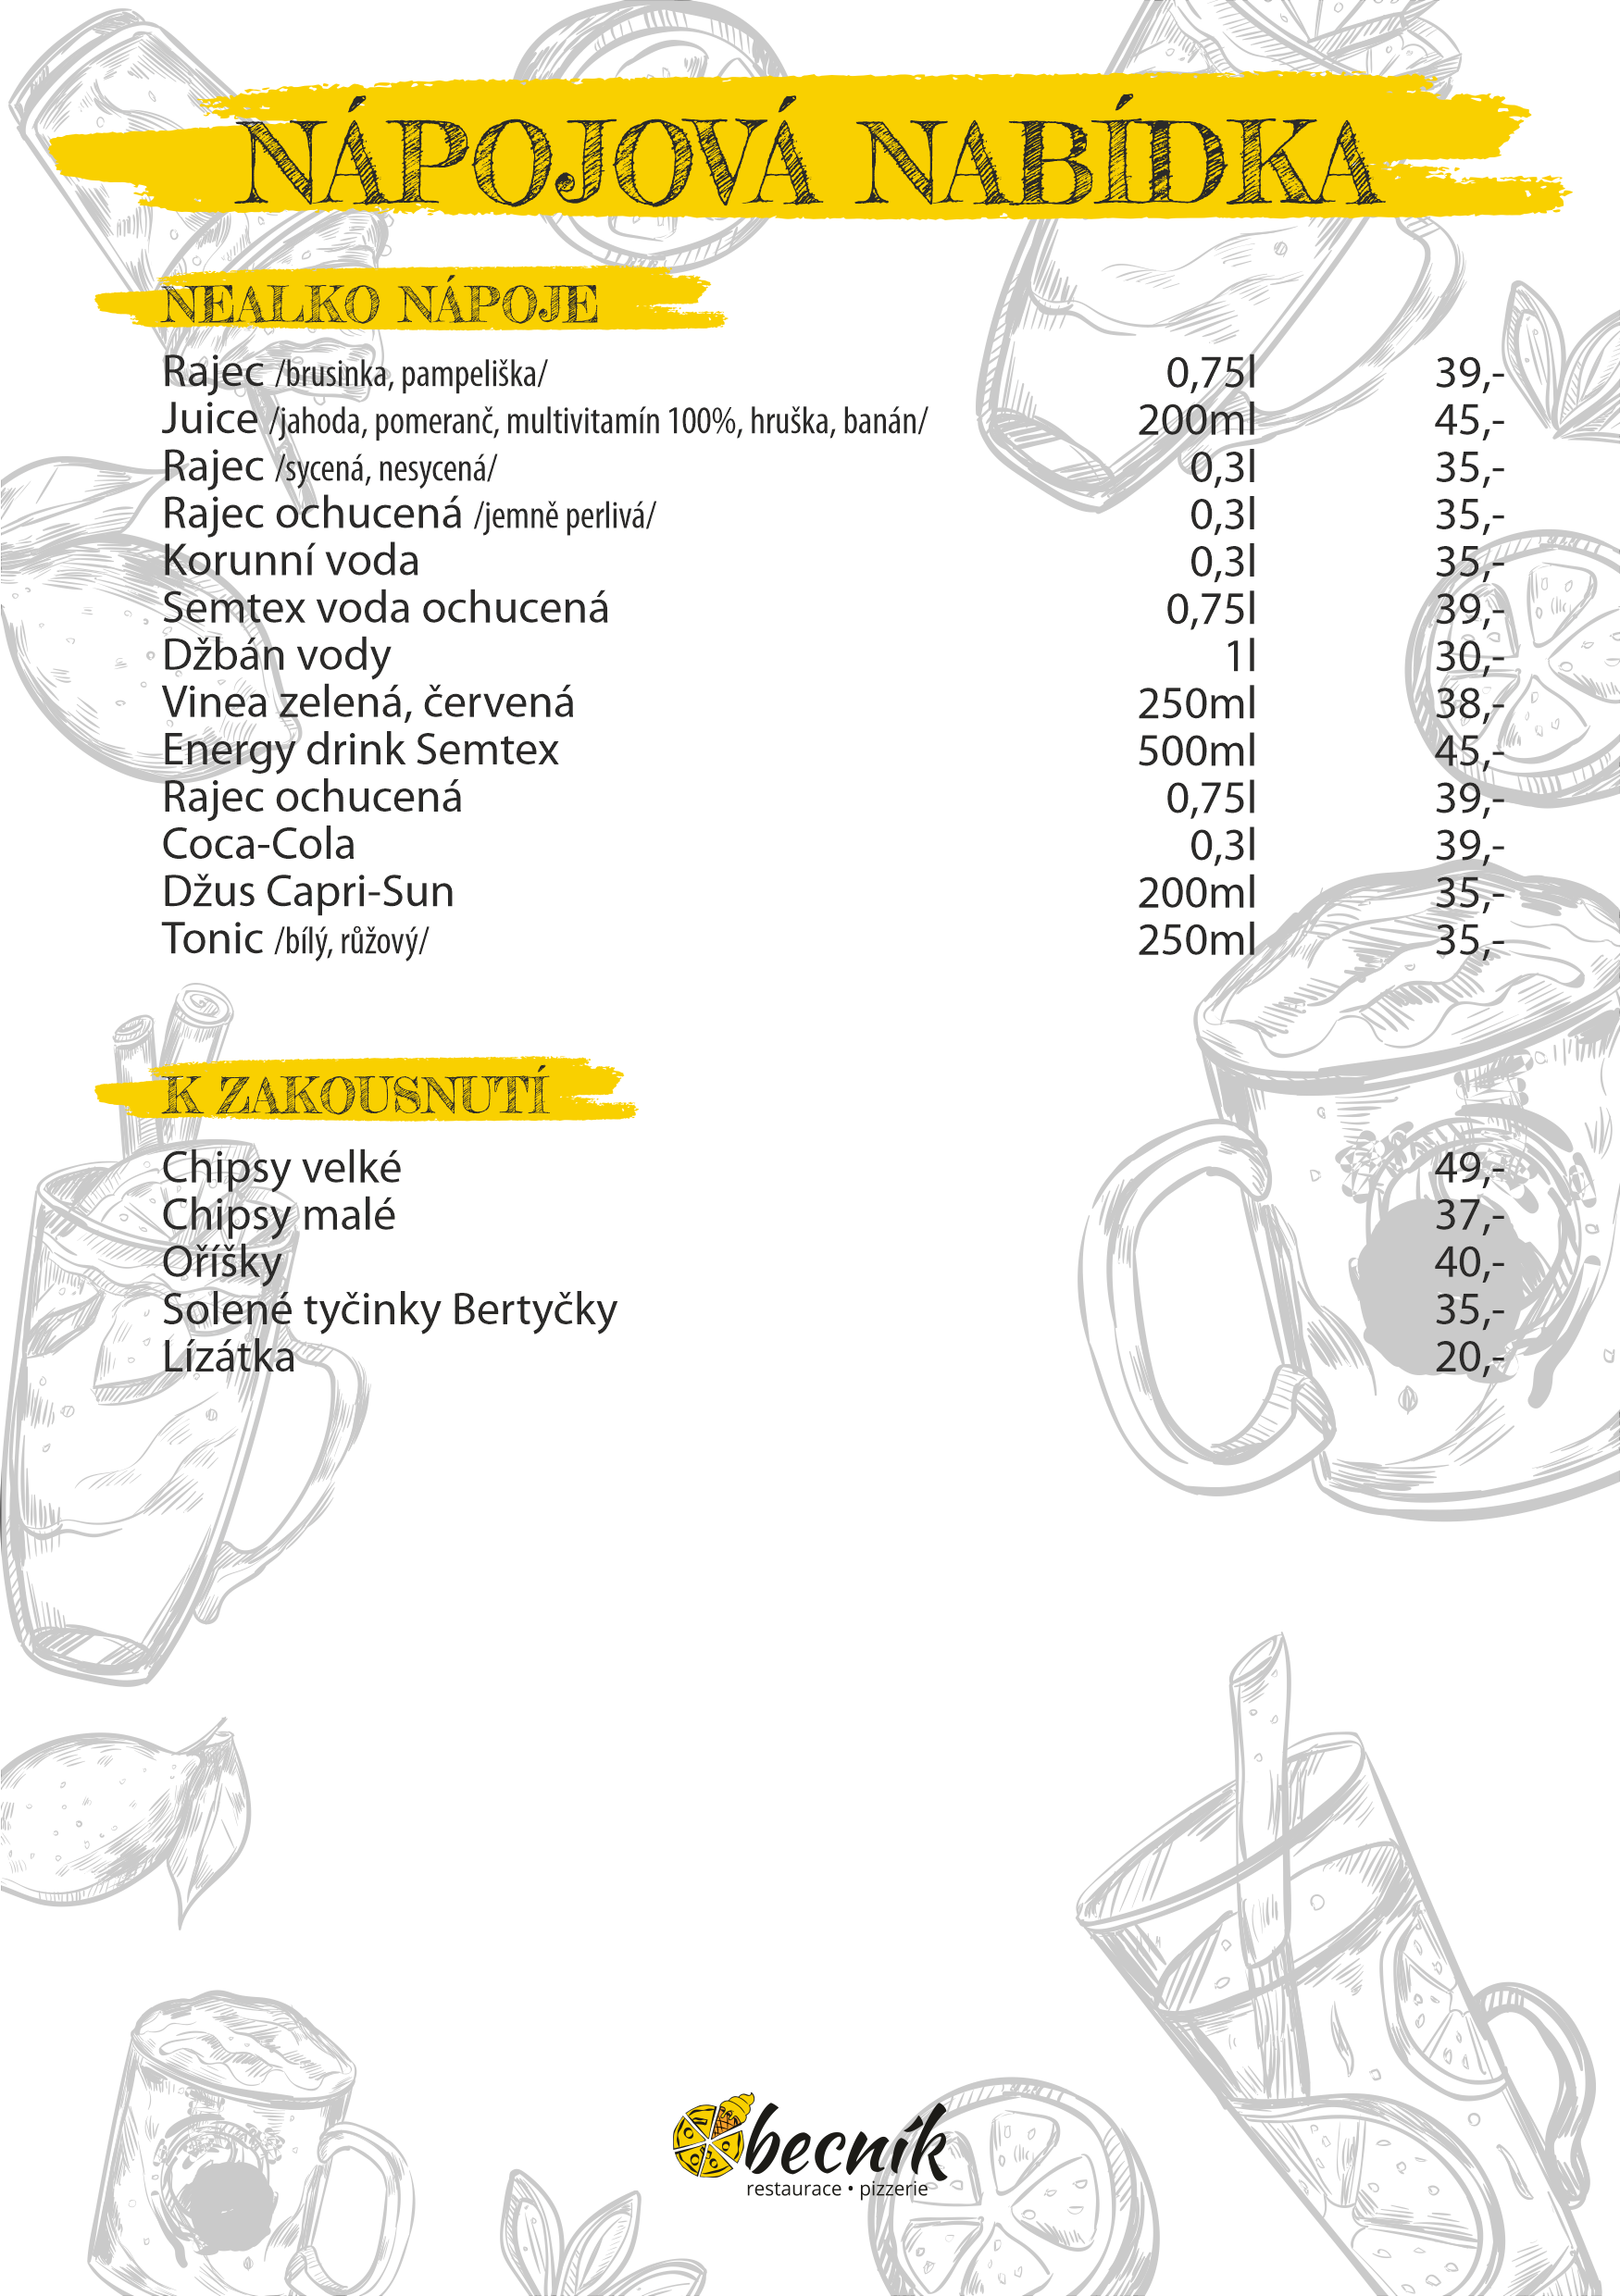 NÁPOJOVÁ NABÍDKA
NEALKO NÁPOJE
Rajec /brusinka, pampeliška/ 0,75l 39,-
Juice /jahoda, pomeranč, multivitamín 100%, hruška, banán/ 200ml 45,-
Rajec /sycená, nesycená/ 0,3l 35,-
Rajec ochucená /jemně perlivá/ 0,3l 35,-
Korunní voda 0,3l 35,-
Semtex voda ochucená 0,75l 39,-
Džbán vody 1l 30,-
Vinea zelená, červená 250ml 38,-
Energy drink Semtex 500ml 45,-
Rajec ochucená 0,75l 39,-
Coca-Cola 0,3l 39,-
Džus Capri-Sun 200ml 35,-
Tonic /bílý, růžový/ 250ml 35,-
K ZAKOUSNUTÍ
Chipsy velké 49,-
Chipsy malé 37,-
Oříšky 40,-
Solené tyčinky Bertyčky 35,-
Lízátka 20,-
becník
restaurace • pizzerie